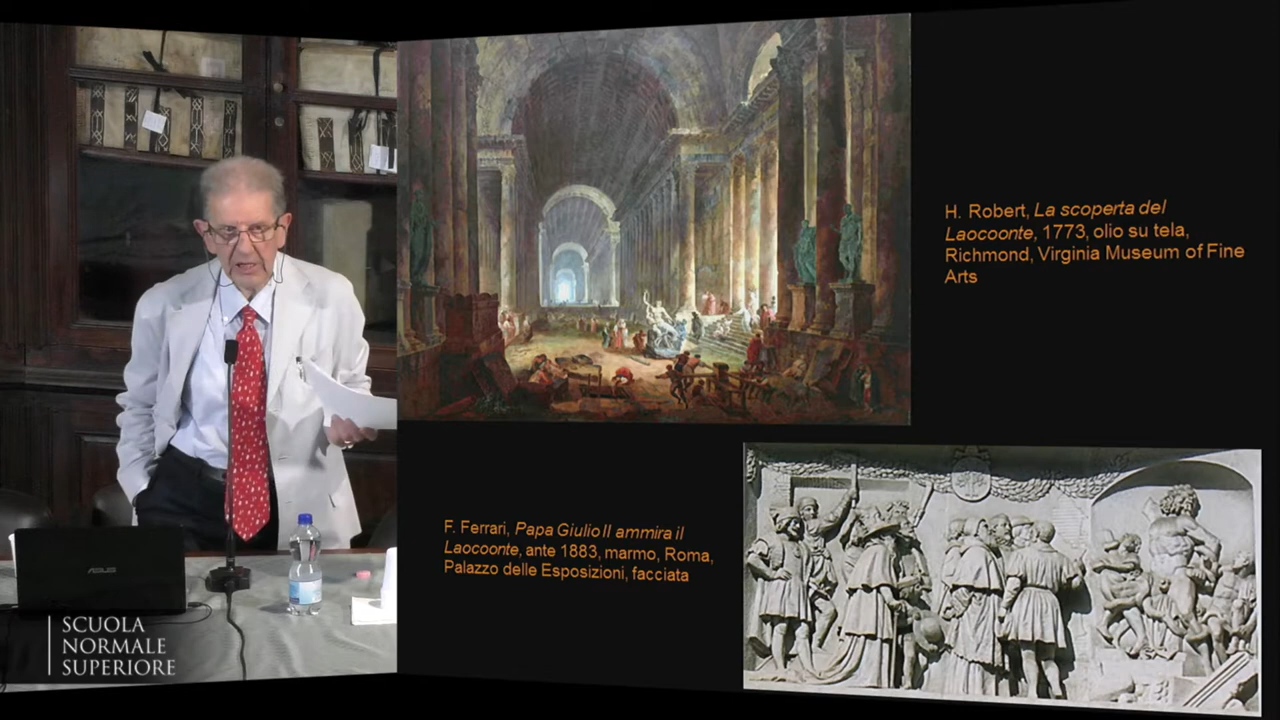 H. Robert, La scoperta del
Laocoonte, 1773, olio su tela,
Richmond, Virginia Museum of Fine
Arts
F. Ferrari, Papa Giulio II ammira il
Laocoonte, ante 1883, marmo, Roma,
Palazzo delle Esposizioni, facciata
ASUS
SCUOLA
NORMALE
SUPERIORE